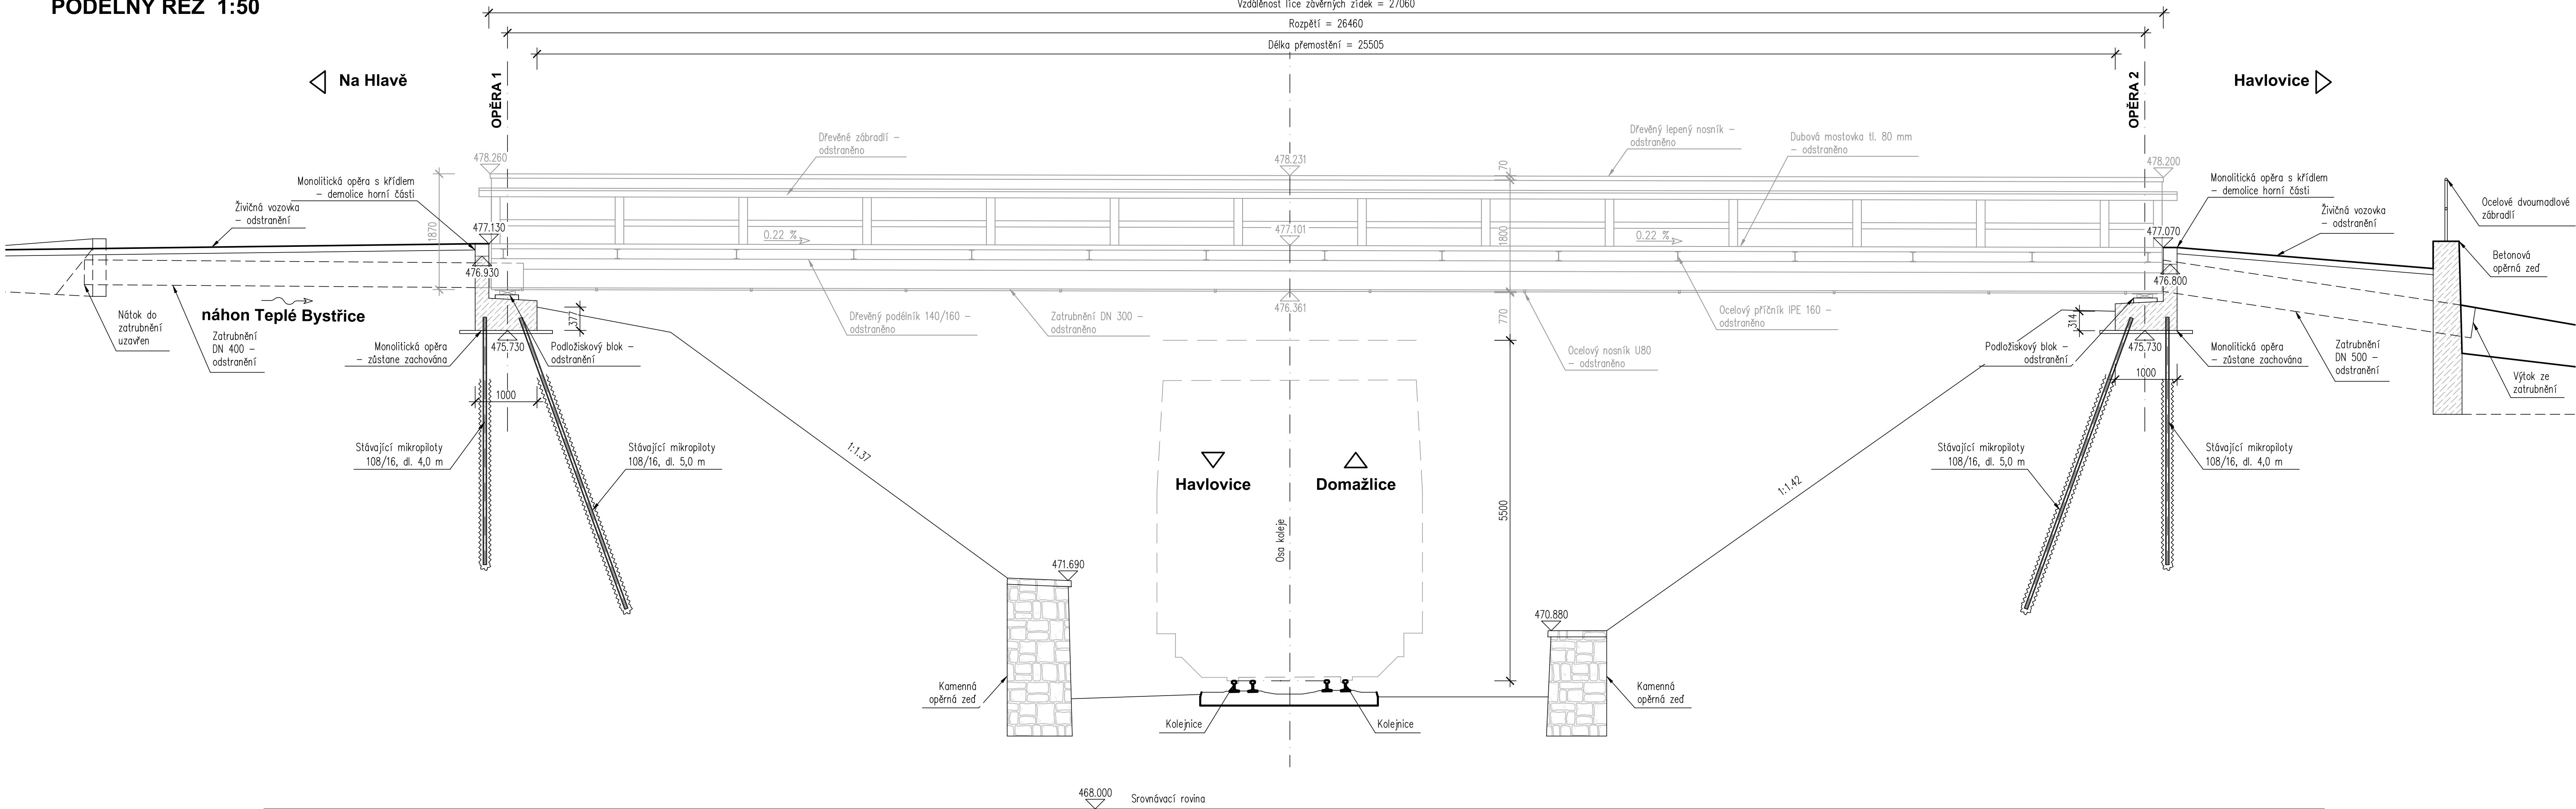 PODÉLNÝ ŘEZ 1:50
Vzdálenost líce závěrných zídek = 27060
Rozpětí = 26460
Délka přemostění = 25505
Na Hlavě
OPĚRA 1
OPĚRA 2
Havlovice
Dřevěné zábradlí –
odstraněno
Dřevěný lepený nosník –
odstraněno
Dubová mostovka tl. 80 mm
– odstraněno
478.260
478.231
70
478.200
Monolitická opěra s křídlem
– demolice horní části
Živičná vozovka
– odstranění
1870
477.130
0.22 %
477.101
1800
0.22 %
477.070
Monolitická opěra s křídlem
– demolice horní části
Živičná vozovka
– odstranění
Ocelové dvoumadlové
zábradlí
Betonová
opěrná zeď
476.930
476.800
476.361
náhon Teplé Bystřice
Nátok do
zatrubnění
uzavřen
Zatrubnění
DN 400 –
odstranění
377
Dřevěný podélník 140/160 –
odstraněno
Zatrubnění DN 300 –
odstraněno
770
Ocelový příčník IPE 160 –
odstraněno
314
Monolitická opěra
– zůstane zachována
475.730
Podložiskový blok –
odstranění
Ocelový nosník U80
– odstraněno
Podložiskový blok –
odstranění
475.730
Monolitická opěra
– zůstane zachována
Zatrubnění
DN 500 –
odstranění
Výtok ze
zatrubnění
1000
1000
Stávající mikropiloty
108/16, dl. 4,0 m
Stávající mikropiloty
108/16, dl. 5,0 m
1:1.37
Havlovice
Domažlice
Osa koleje
5500
1:1.42
Stávající mikropiloty
108/16, dl. 5,0 m
Stávající mikropiloty
108/16, dl. 4,0 m
471.690
470.880
Kamenná
opěrná zeď
Kolejnice
Kolejnice
Kamenná
opěrná zeď
468.000
Srovnávací rovina